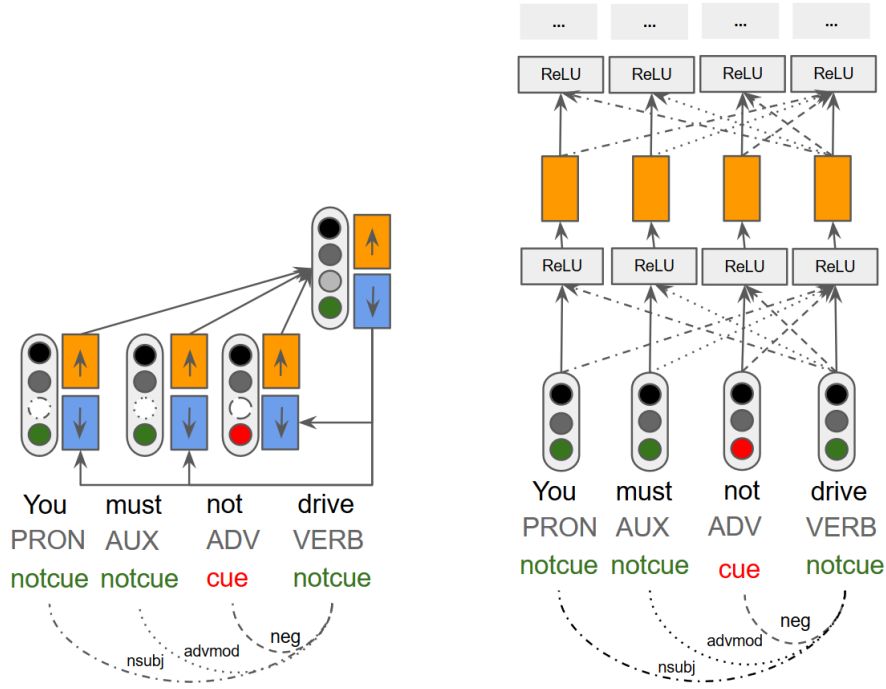 You must not drive
PRON AUX ADV VERB
notcue notcue cue notcue
neg
advmod
nsubj
... ... ... ...
ReLU ReLU ReLU ReLU
ReLU ReLU ReLU ReLU
You must not drive
PRON AUX ADV VERB
notcue notcue cue notcue
neg
advmod
nsubj